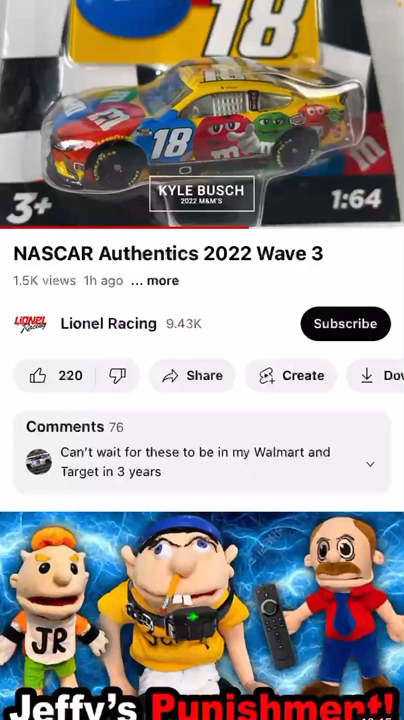 18
18
KYLE BUSCH
2022 M&M'S
3+
1:64
NASCAR Authentics 2022 Wave 3
1.5K views 1h ago ... more
LIONEL Racing
Lionel Racing 9.43K
Subscribe
220
Share
Create
Dow
Comments 76
Can't wait for these to be in my Walmart and
Target in 3 years
JR
Jeffy's Punishment!